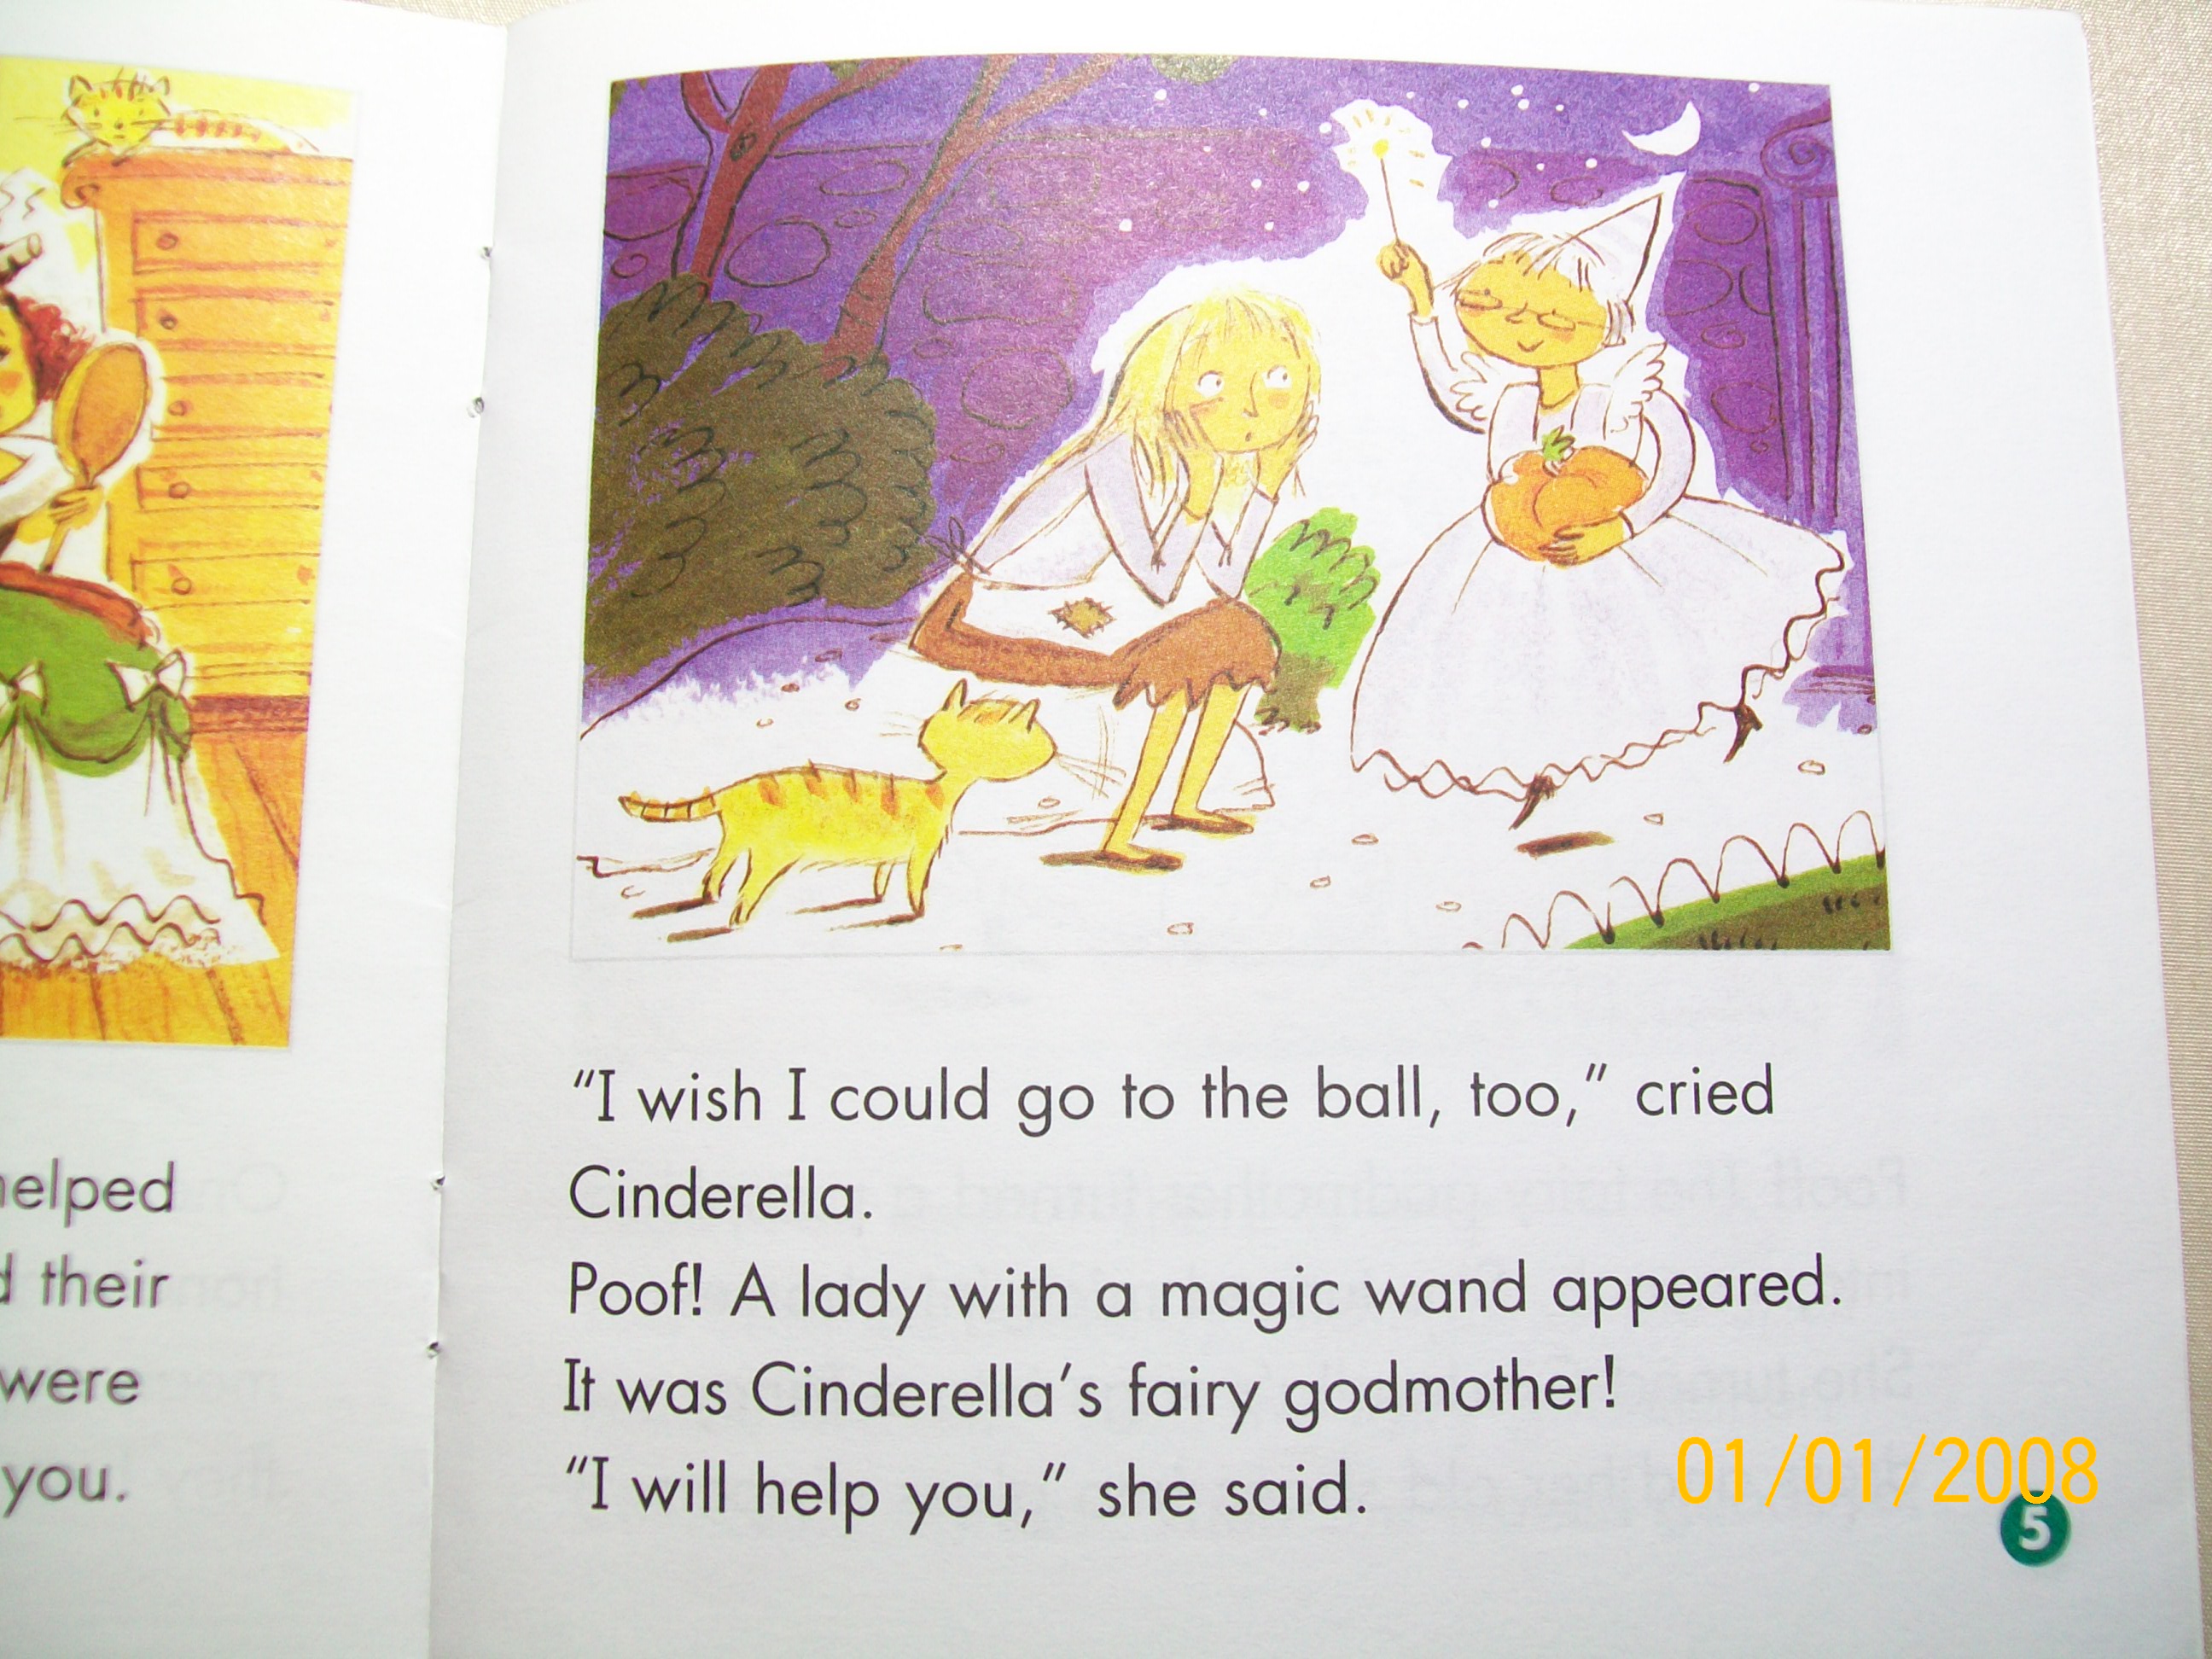 helped
d their
were
you.
“I wish I could go to the ball, too,” cried
Cinderella.
Poof! A lady with a magic wand appeared.
It was Cinderella’s fairy godmother!
“I will help you,” she said.
01/01/2008
5